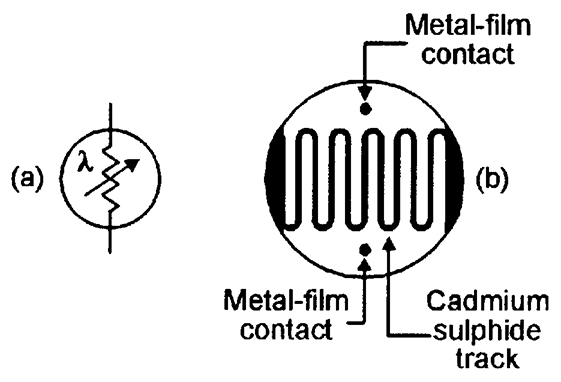 Metal-film
contact
λ
(a)
(b)
Metal-film
contact
Cadmium
sulphide
track